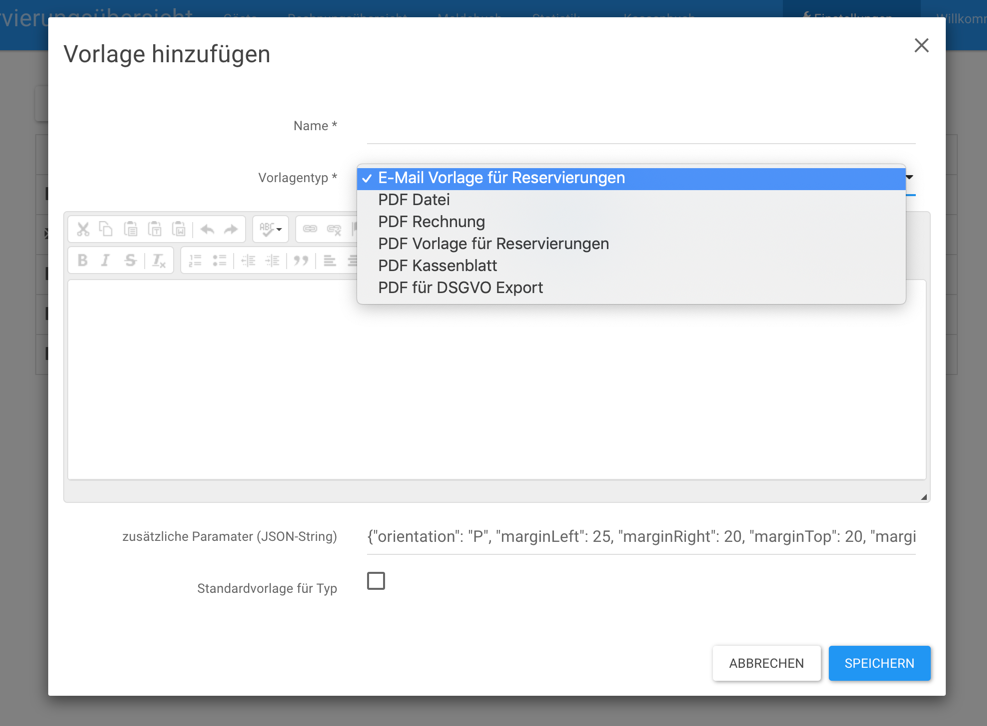 Vorlage hinzufügen
Name *
Vorlagentyp *
✓ E-Mail Vorlage für Reservierungen
PDF Datei
PDF Rechnung
PDF Vorlage für Reservierungen
PDF Kassenblatt
PDF für DSGVO Export
ABC
B I S Tx
zusätzliche Paramater (JSON-String) {"orientation": "P", "marginLeft": 25, "marginRight": 20, "marginTop": 20, "margi
Standardvorlage für Typ
ABBRECHEN SPEICHERN